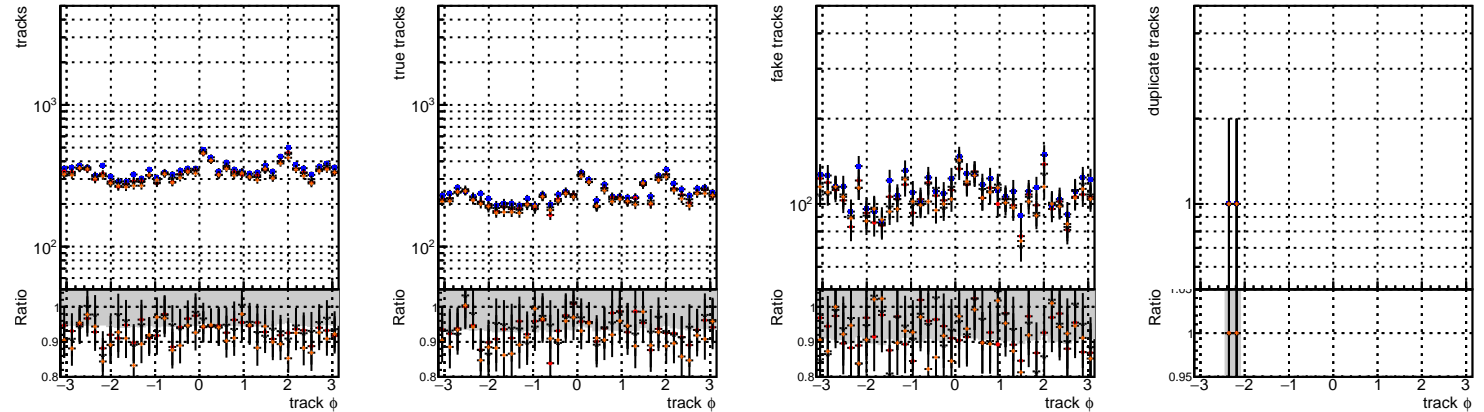 tracks
10³
10²
Ratio
1
0.9
0.8
−3 −2 −1 0 1 2 3
track ϕ
true tracks
10³
10²
Ratio
1
0.9
0.8
−3 −2 −1 0 1 2 3
track ϕ
fake tracks
10²
Ratio
1
0.9
0.8
−3 −2 −1 0 1 2 3
track ϕ
duplicate tracks
1
Ratio
1.05
1
0.95
−3 −2 −1 0 1 2 3
track ϕ